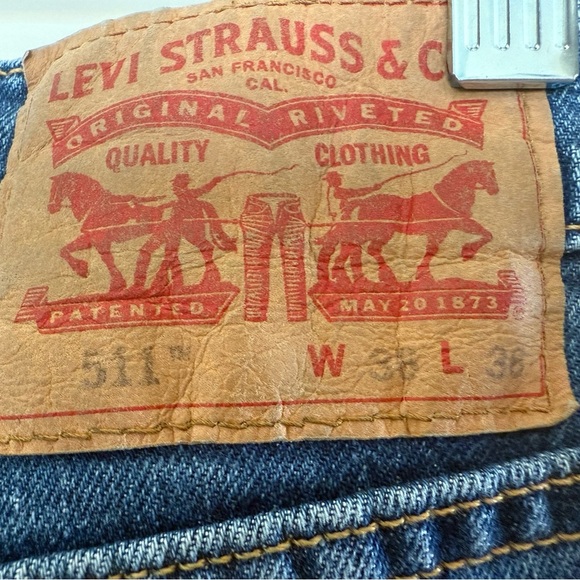 LEVI STRAUSS & C
SAN FRANCISCO
CAL.
ORIGINAL RIVETED
QUALITY CLOTHING
PATENTED MAY 20 1873
511™ W 38 L 36